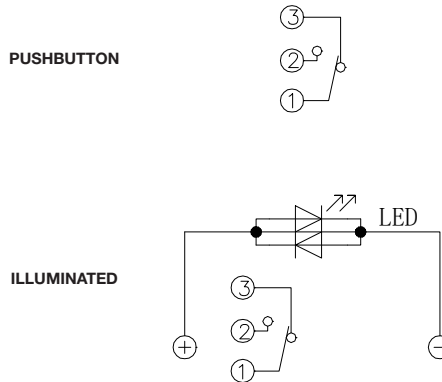 3
PUSHBUTTON
2
1
LED
ILLUMINATED
3
2
1
+
−